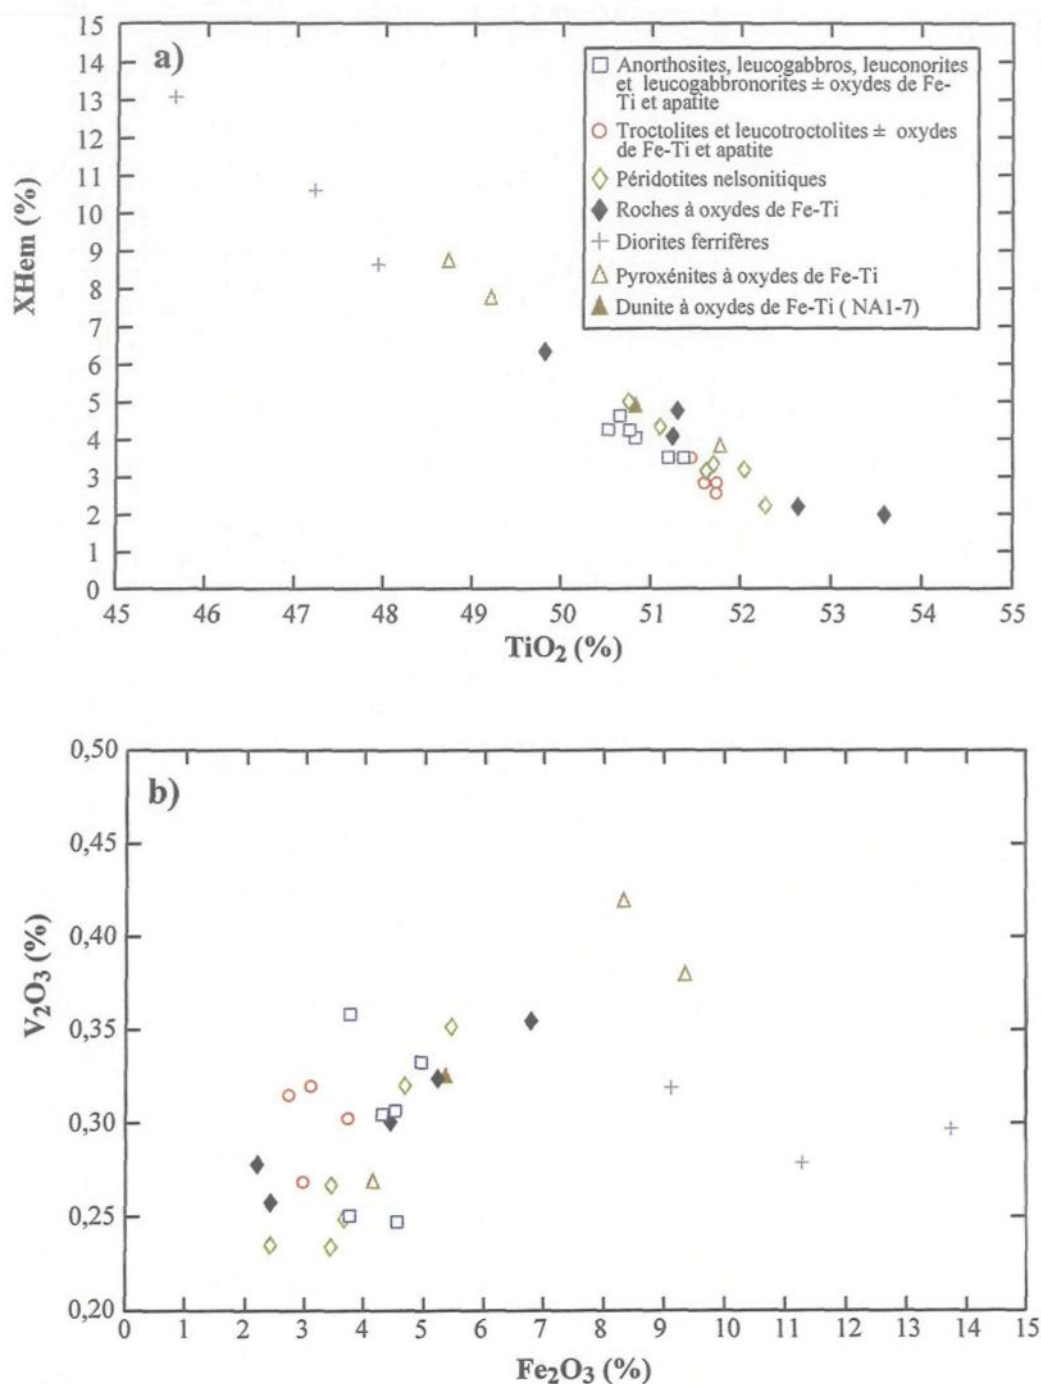 a)
15
14
13
12
11
10
9
8
7
6
5
4
3
2
1
0
XHem (%)
Anorthosites, leucogabbros, leuconorites
et leucogabbronorites ± oxydes de Fe-
Ti et apatite
Troctolites et leucotroctolites ± oxydes
de Fe-Ti et apatite
Péridotites nelsonitiques
Roches à oxydes de Fe-Ti
Diorites ferrifères
Pyroxénites à oxydes de Fe-Ti
Dunite à oxydes de Fe-Ti ( NA1-7)
45 46 47 48 49 50 51 52 53 54 55
TiO₂ (%)
b)
0,50
0,45
0,40
0,35
0,30
0,25
0,20
V₂O₃ (%)
0 1 2 3 4 5 6 7 8 9 10 11 12 13 14 15
Fe₂O₃ (%)